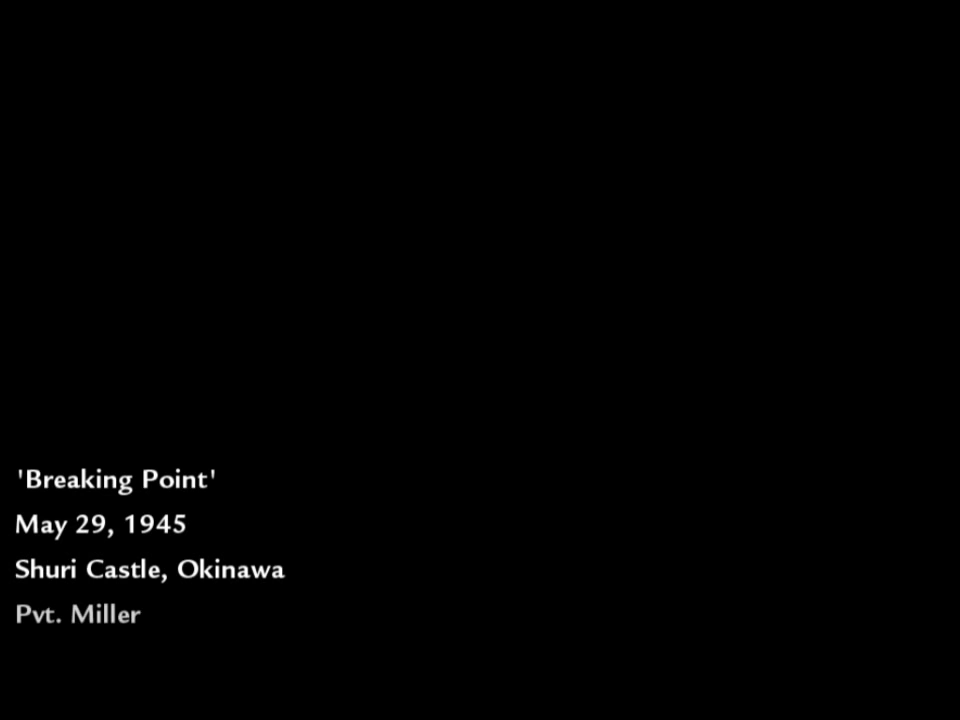 'Breaking Point'
May 29, 1945
Shuri Castle, Okinawa
Pvt. Miller